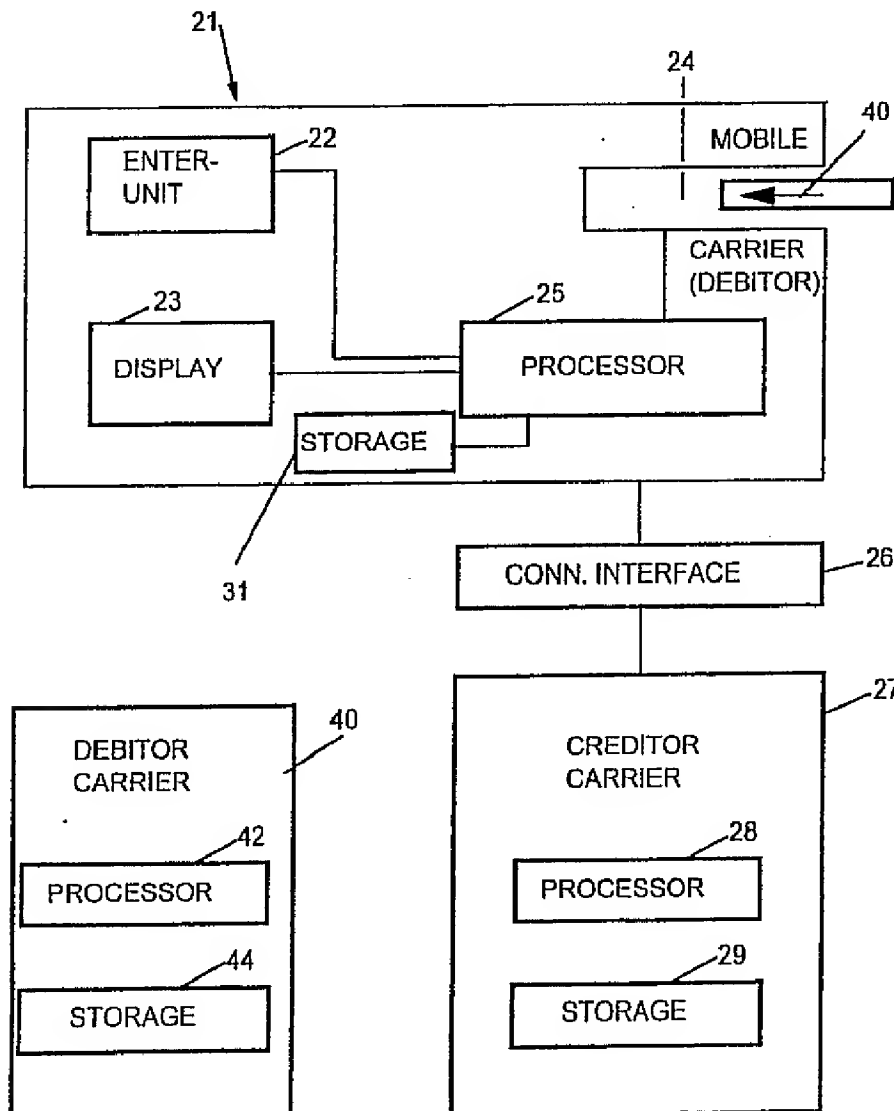 21
24
40
22
ENTER-
UNIT
MOBILE
CARRIER
(DEBITOR)
23
DISPLAY
25
PROCESSOR
STORAGE
31
CONN. INTERFACE
26
27
40
DEBITOR
CARRIER
42
PROCESSOR
44
STORAGE
CREDITOR
CARRIER
28
PROCESSOR
29
STORAGE